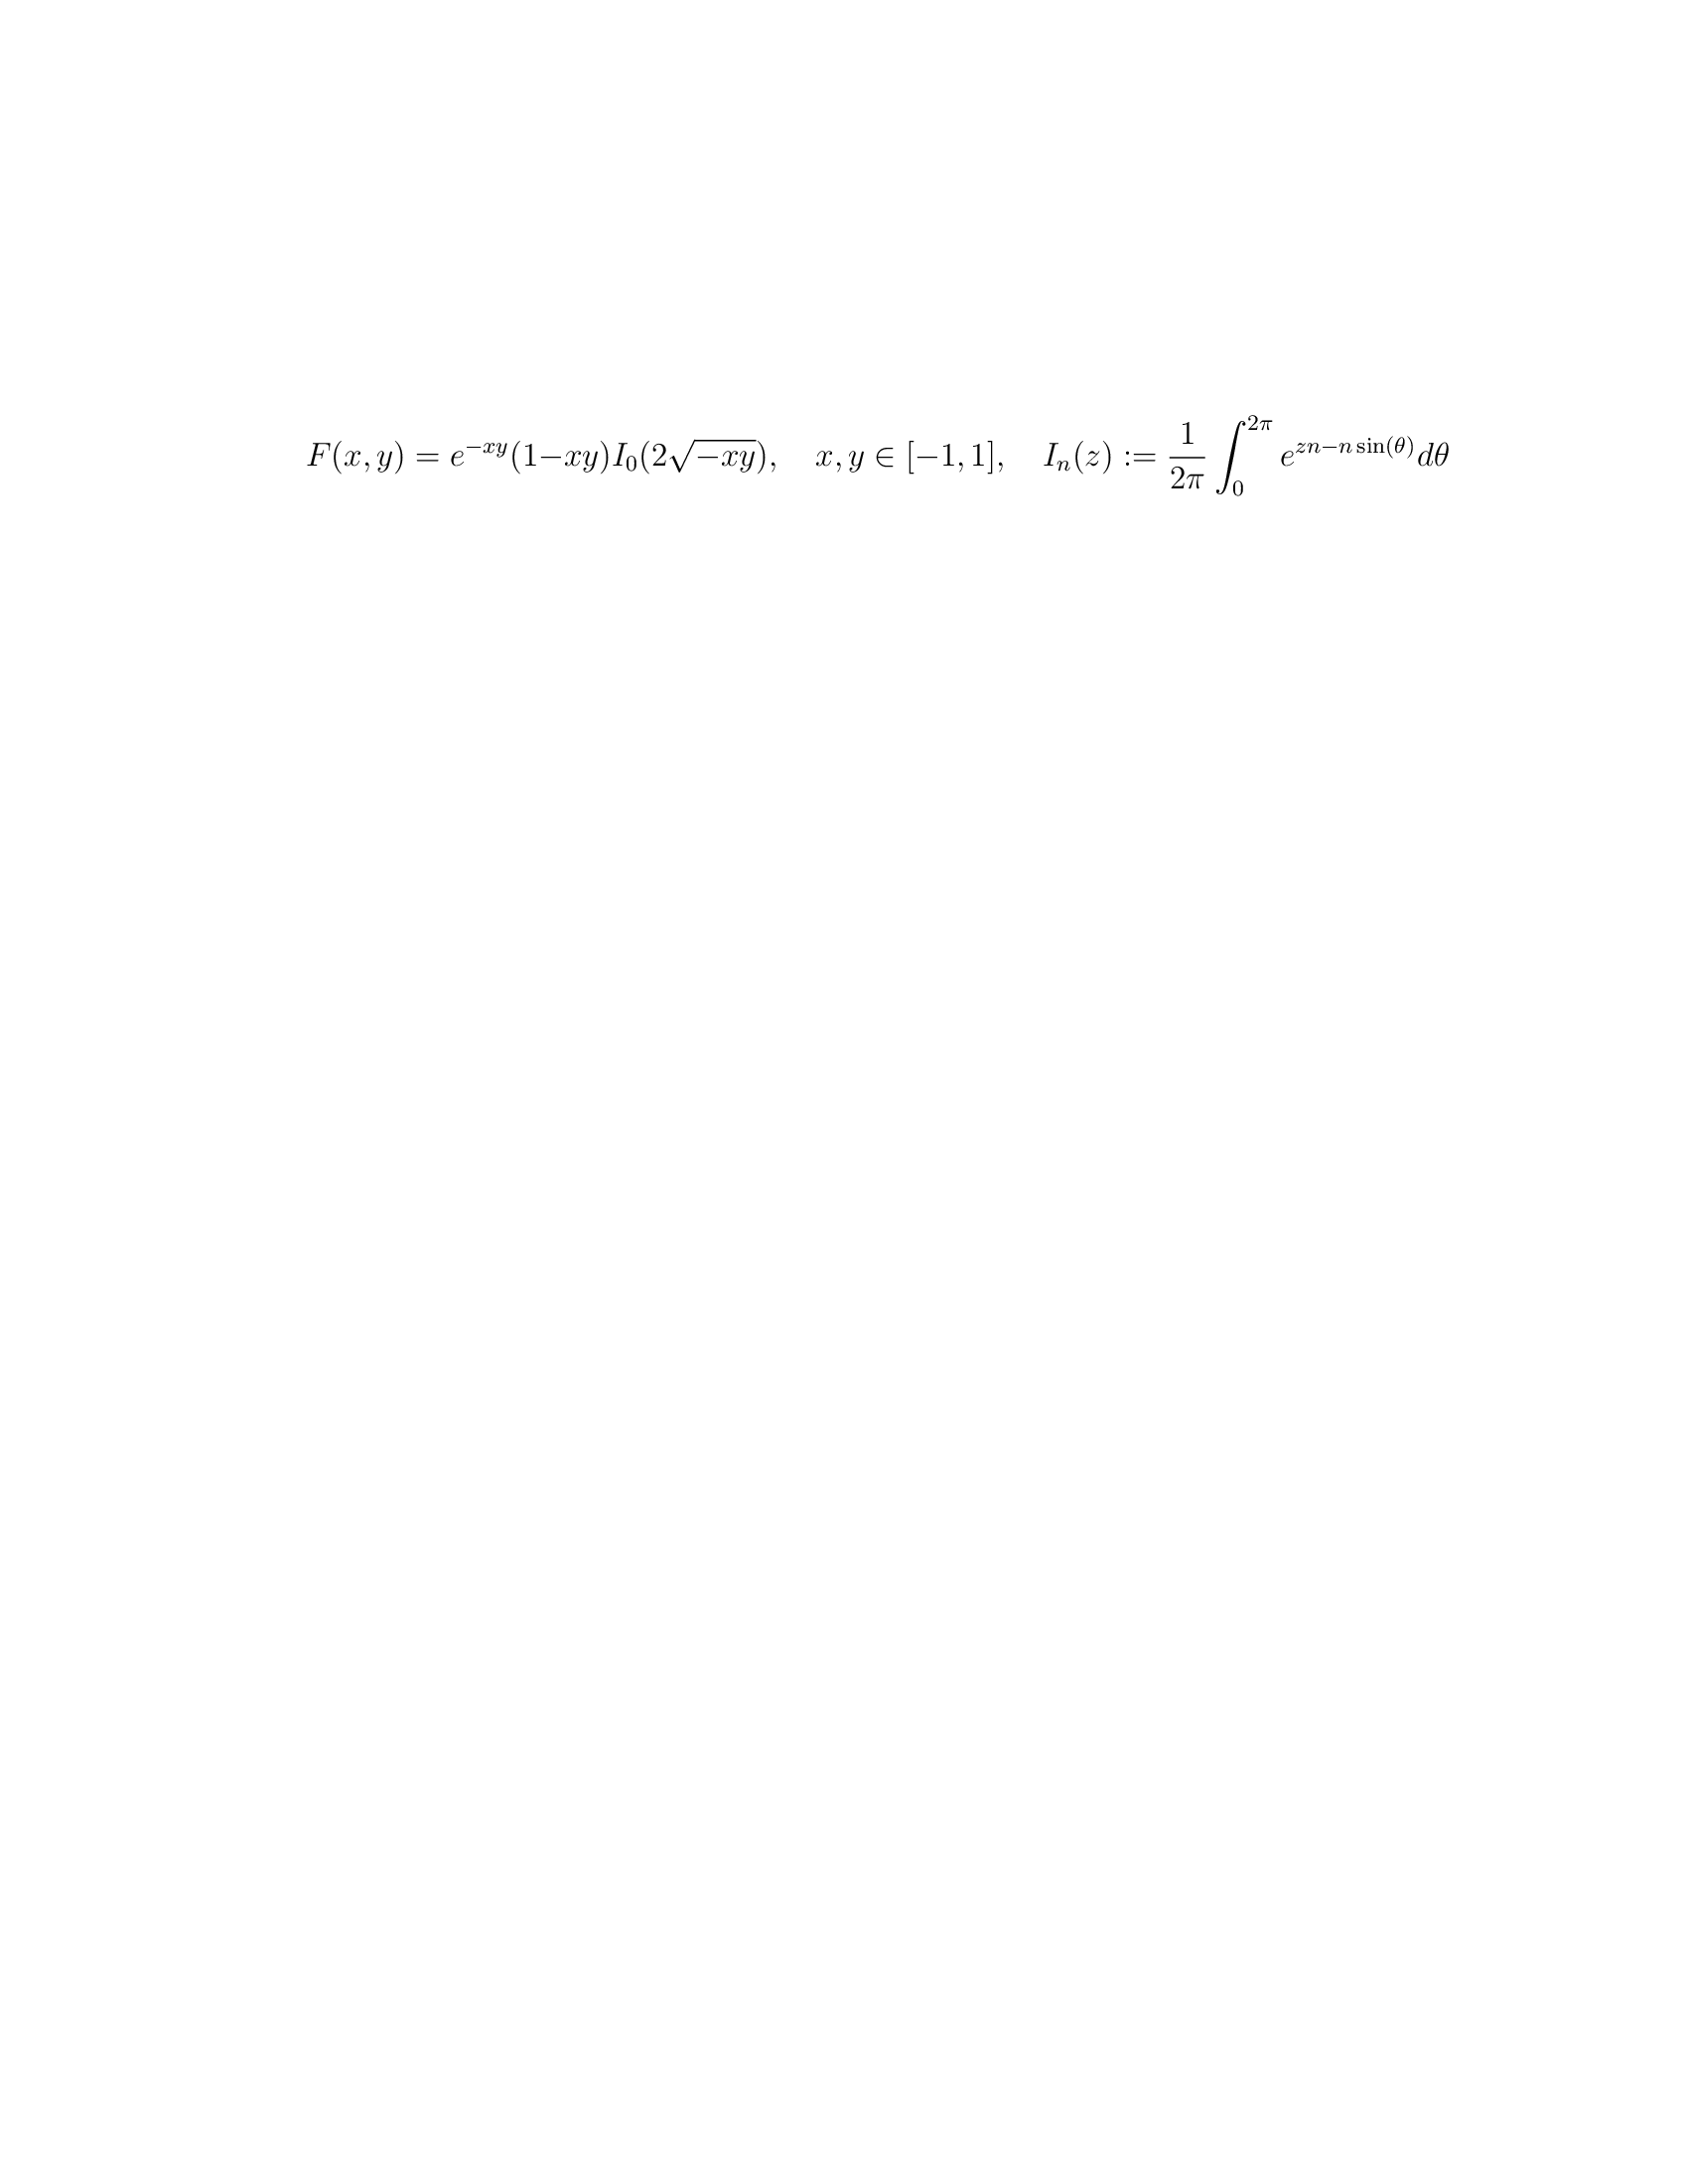 F(x, y) = e^{-xy}(1-xy)I_0(2\sqrt{-xy}), \quad x, y \in [-1, 1], \quad I_n(z) := \frac{1}{2\pi} \int_0^{2\pi} e^{zn-n\sin(\theta)} d\theta